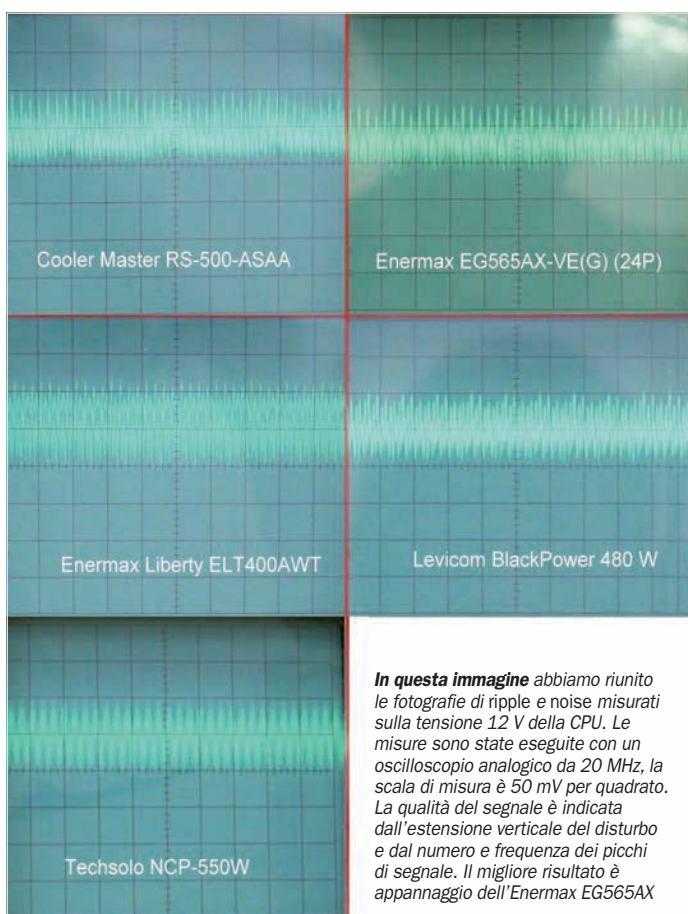 Cooler Master RS-500-ASAA
Enermax EG565AX-VE(G) (24P)
Enermax Liberty ELT400AWT
Levicom BlackPower 480 W
Techsolo NCP-550W
In questa immagine abbiamo riunito
le fotografie di ripple e noise misurati
sulla tensione 12 V della CPU. Le
misure sono state eseguite con un
oscilloscopio analogico da 20 MHz, la
scala di misura è 50 mV per quadrato.
La qualità del segnale è indicata
dall'estensione verticale del disturbo
e dal numero e frequenza dei picchi
di segnale. Il migliore risultato è
appannaggio dell'Enermax EG565AX